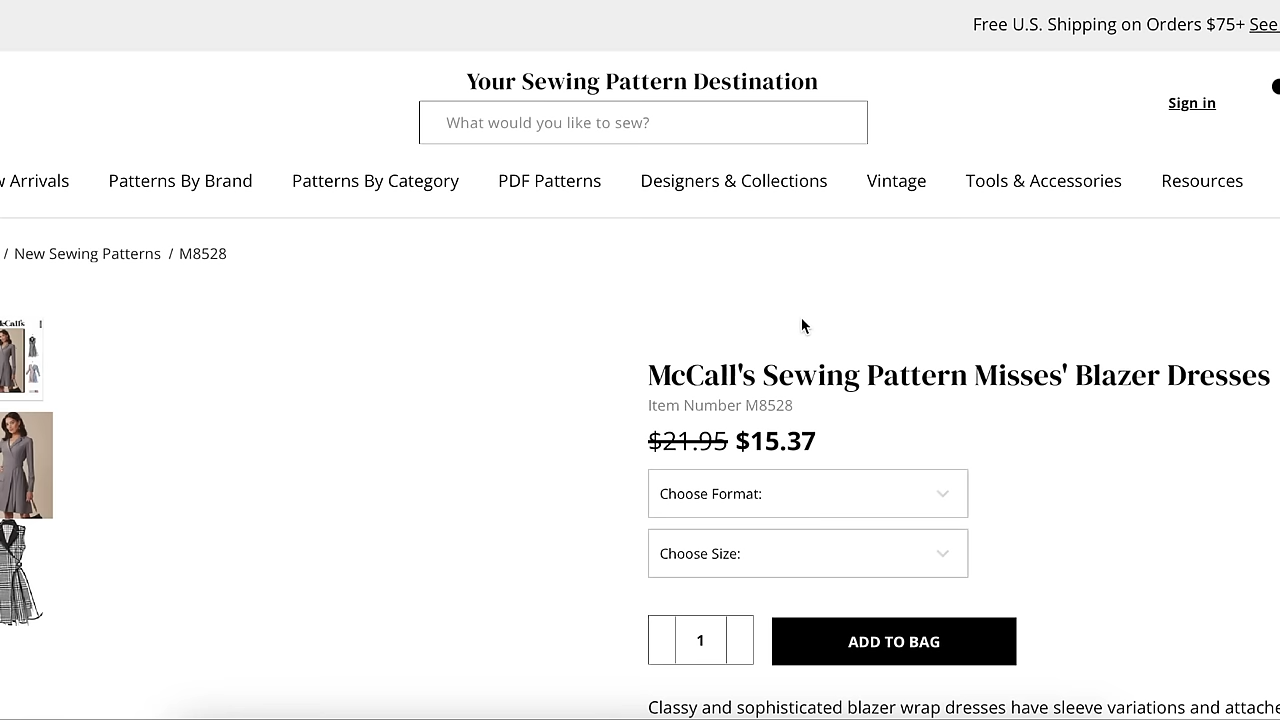 Free U.S. Shipping on Orders $75+ See
Your Sewing Pattern Destination
What would you like to sew?
Sign in
Arrivals Patterns By Brand Patterns By Category PDF Patterns Designers & Collections Vintage Tools & Accessories Resources
/ New Sewing Patterns / M8528
McCall's Sewing Pattern Misses' Blazer Dresses
Item Number M8528
$21.95 $15.37
Choose Format:
Choose Size:
1
ADD TO BAG
Classy and sophisticated blazer wrap dresses have sleeve variations and